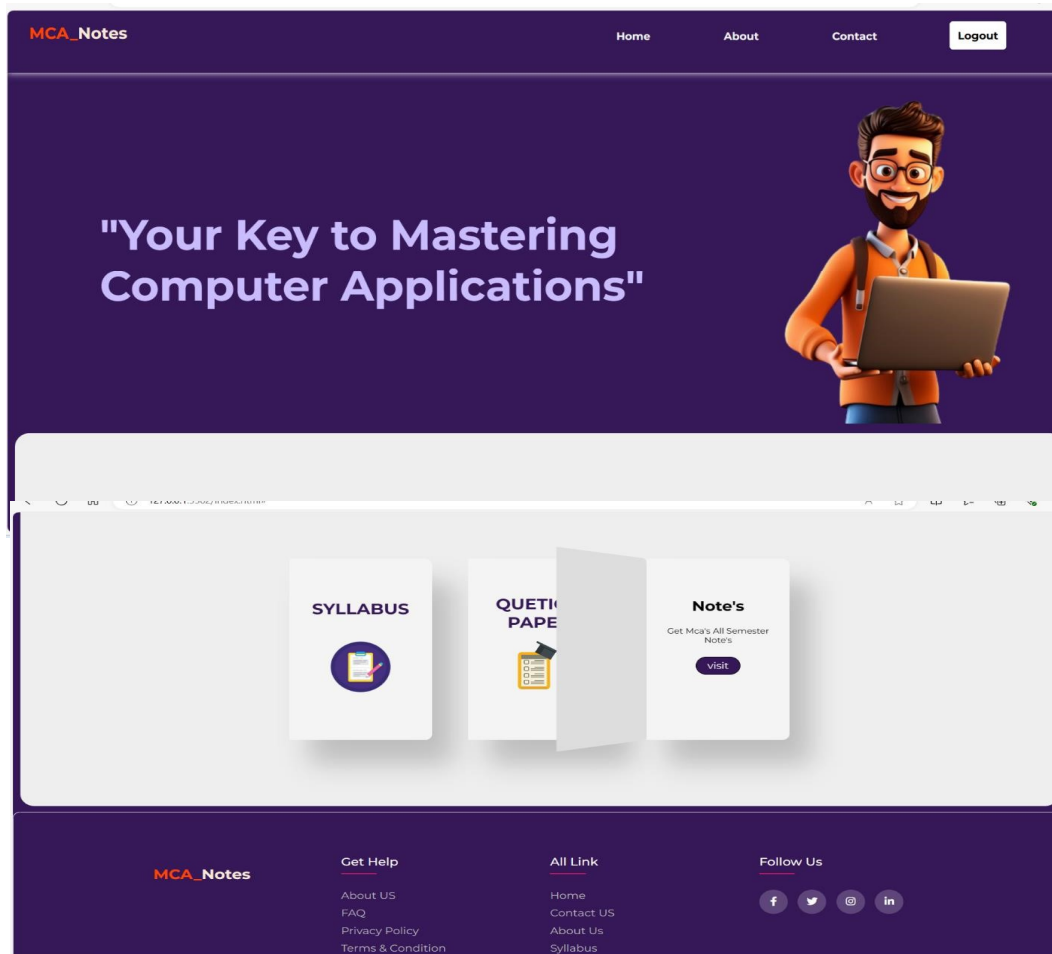 MCA_Notes
Home
About
Contact
Logout
"Your Key to Mastering
Computer Applications"
SYLLABUS
PAPE
Note's
Get Mca's All Semester
Note's
visit
MCA_Notes
Get Help
About US
FAQ
Privacy Policy
Terms & Condition
All Link
Home
Contact US
About Us
Syllabus
Follow Us